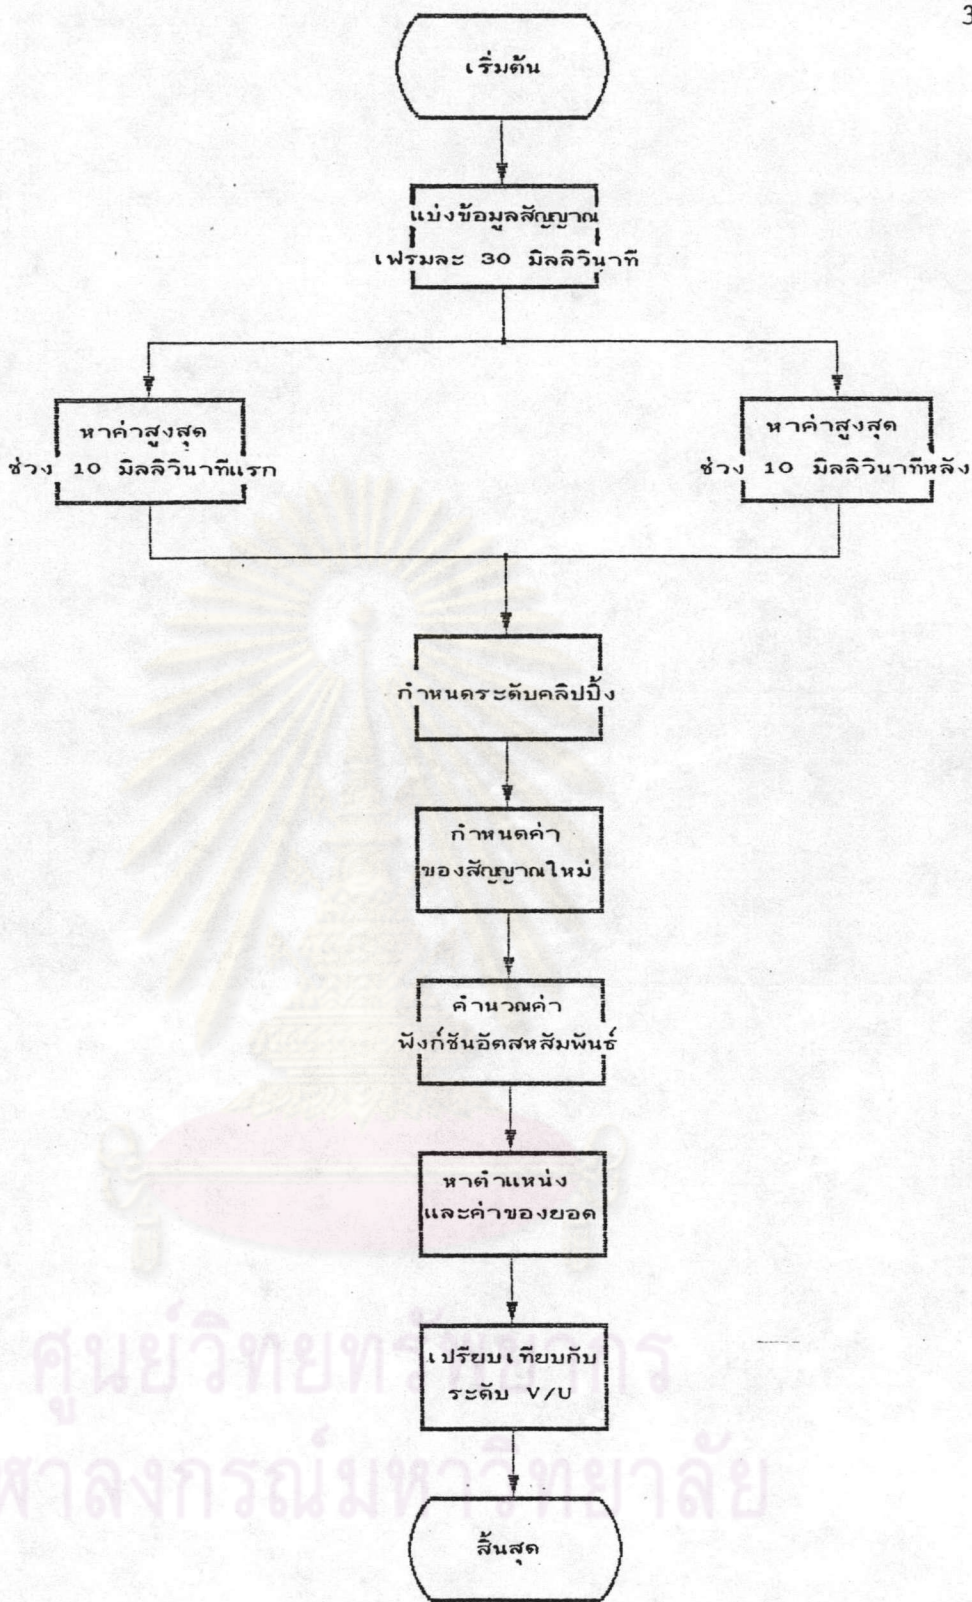 3
เริ่มต้น
แบ่งข้อมูลสัญญาณ
เฟรมละ 30 มิลลิวินาที
หาค่าสูงสุด
ช่วง 10 มิลลิวินาทีแรก
หาค่าสูงสุด
ช่วง 10 มิลลิวินาทีหลัง
กำหนดระดับคลิปปิ้ง
กำหนดค่า
ของสัญญาณใหม่
คำนวณค่า
ฟังก์ชันอัตสหสัมพันธ์
หาตำแหน่ง
และค่าของยอด
เปรียบเทียบกับ
ระดับ V/U
สิ้นสุด
ศูนย์วิทยทรัพยากร
ฬาลงกรณ์มหาวิทยาลัย